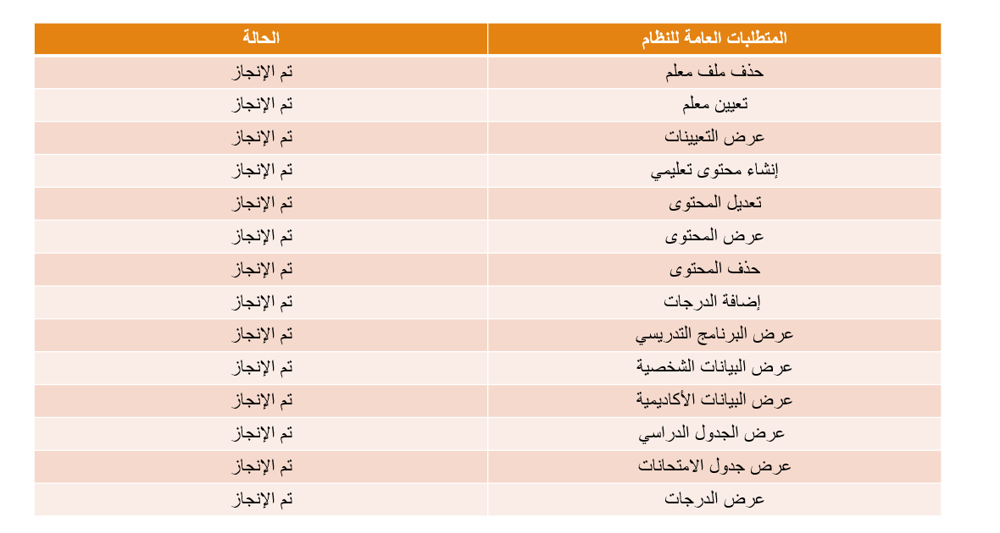 المتطلبات العامة للنظام الحالة
حذف ملف معلم تم الإنجاز
تعيين معلم تم الإنجاز
عرض التعيينات تم الإنجاز
إنشاء محتوى تعليمي تم الإنجاز
تعديل المحتوى تم الإنجاز
عرض المحتوى تم الإنجاز
حذف المحتوى تم الإنجاز
إضافة الدرجات تم الإنجاز
عرض البرنامج التدريسي تم الإنجاز
عرض البيانات الشخصية تم الإنجاز
عرض البيانات الأكاديمية تم الإنجاز
عرض الجدول الدراسي تم الإنجاز
عرض جدول الامتحانات تم الإنجاز
عرض الدرجات تم الإنجاز